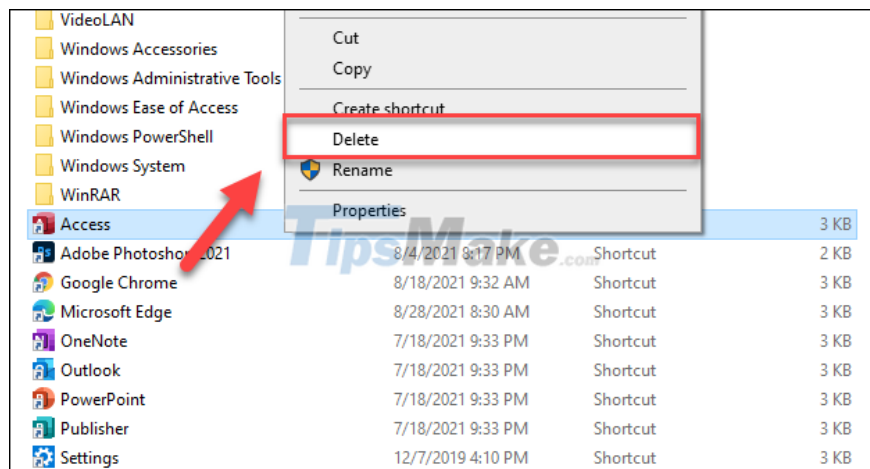 VideoLAN
Windows Accessories
Windows Administrative Tools
Windows Ease of Access
Windows PowerShell
Windows System
WinRAR
Cut
Copy
Create shortcut
Delete
Rename
Properties
Access 3 KB
Adobe Photoshop 2021 8/4/2021 8:17 PM Shortcut 2 KB
TipsMake.com
Google Chrome 8/18/2021 9:32 AM Shortcut 3 KB
Microsoft Edge 8/28/2021 8:30 AM Shortcut 3 KB
OneNote 7/18/2021 9:33 PM Shortcut 3 KB
Outlook 7/18/2021 9:33 PM Shortcut 3 KB
PowerPoint 7/18/2021 9:33 PM Shortcut 3 KB
Publisher 7/18/2021 9:33 PM Shortcut 3 KB
Settings 12/7/2019 4:10 PM Shortcut 3 KB